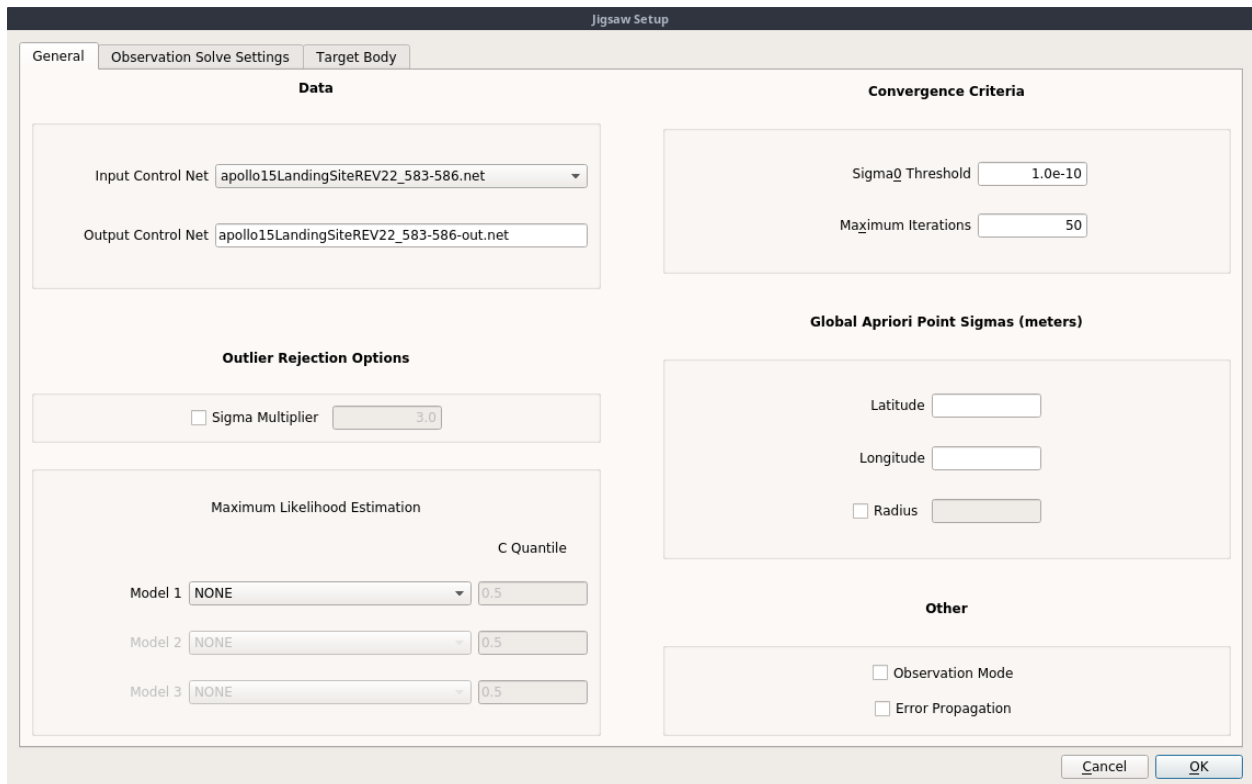 Jigsaw Setup
General Observation Solve Settings Target Body
Data
Input Control Net apollo15LandingSiteREV22_583-586.net
Output Control Net apollo15LandingSiteREV22_583-586-out.net
Outlier Rejection Options
Sigma Multiplier 3.0
Maximum Likelihood Estimation
C Quantile
Model 1 NONE 0.5
Model 2 NONE 0.5
Model 3 NONE 0.5
Convergence Criteria
Sigma0 Threshold 1.0e-10
Maximum Iterations 50
Global Apriori Point Sigmas (meters)
Latitude
Longitude
Radius
Other
Observation Mode
Error Propagation
Cancel OK